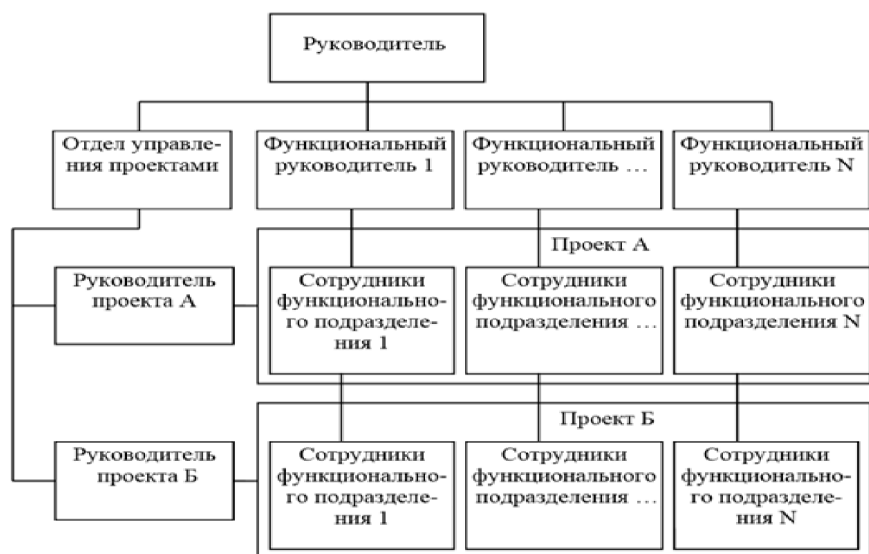 Руководитель
Отдел управле-
ния проектами
Функциональный
руководитель 1
Функциональный
руководитель ...
Функциональный
руководитель N
Проект А
Руководитель
проекта А
Сотрудники
функционально-
го подразделе-
ния 1
Сотрудники
функционального
подразделения ...
Сотрудники
функционального
подразделения N
Проект Б
Руководитель
проекта Б
Сотрудники
функционально-
го подразделе-
ния 1
Сотрудники
функционального
подразделения ...
Сотрудники
функционально-
го подразделе-
ния N